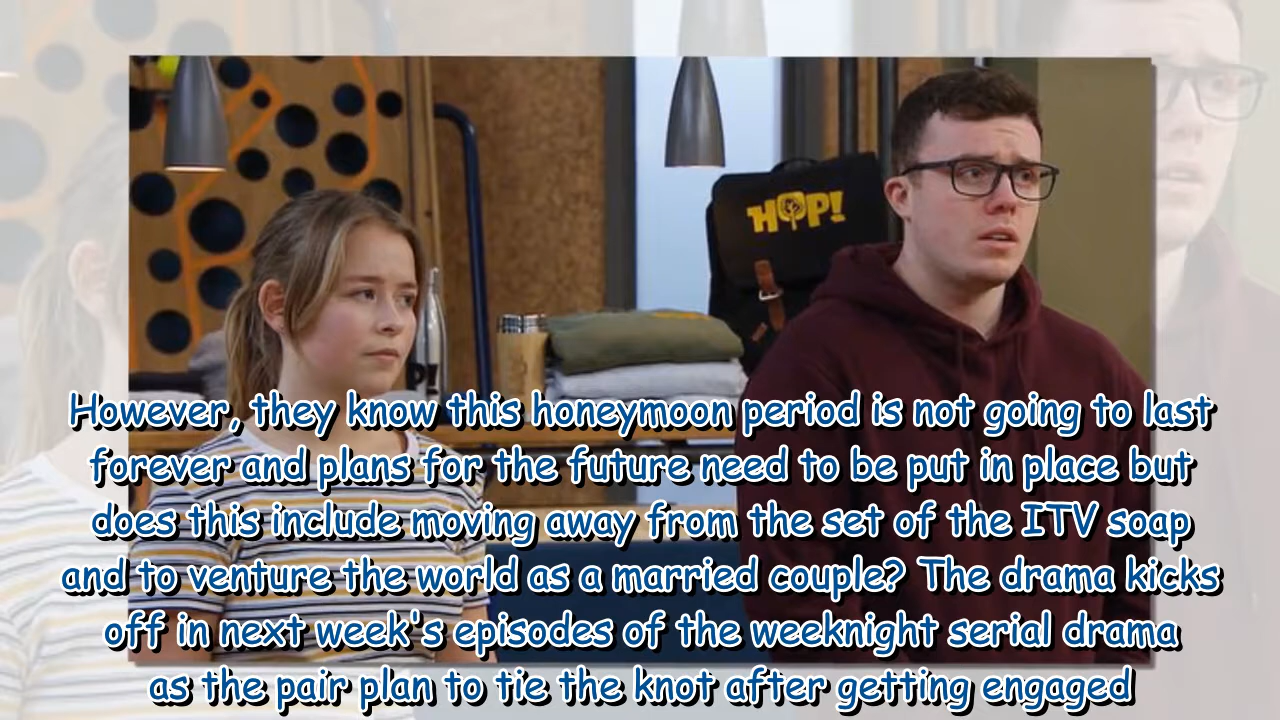 HOP!
P!
However, they know this honeymoon period is not going to last
forever and plans for the future need to be put in place but
does this include moving away from the set of the ITV soap
and to venture the world as a married couple? The drama kicks
off in next week's episodes of the weeknight serial drama
as the pair plan to tie the knot after getting engaged